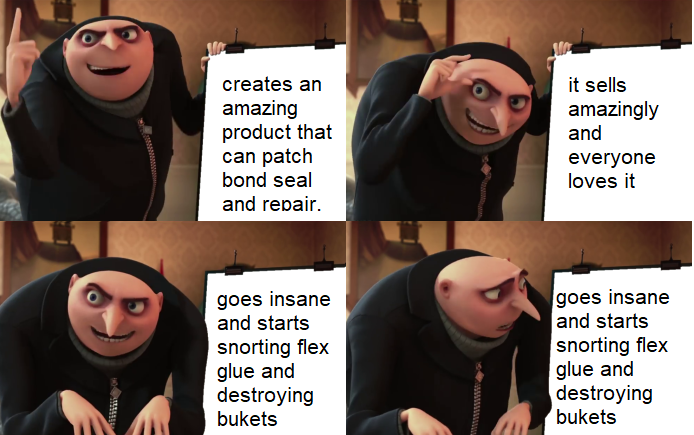 creates an
amazing
product that
can patch
bond seal
and repair.
it sells
amazingly
and
everyone
loves it
goes insane
and starts
snorting flex
glue and
destroying
bukets
goes insane
and starts
snorting flex
glue and
destroying
bukets